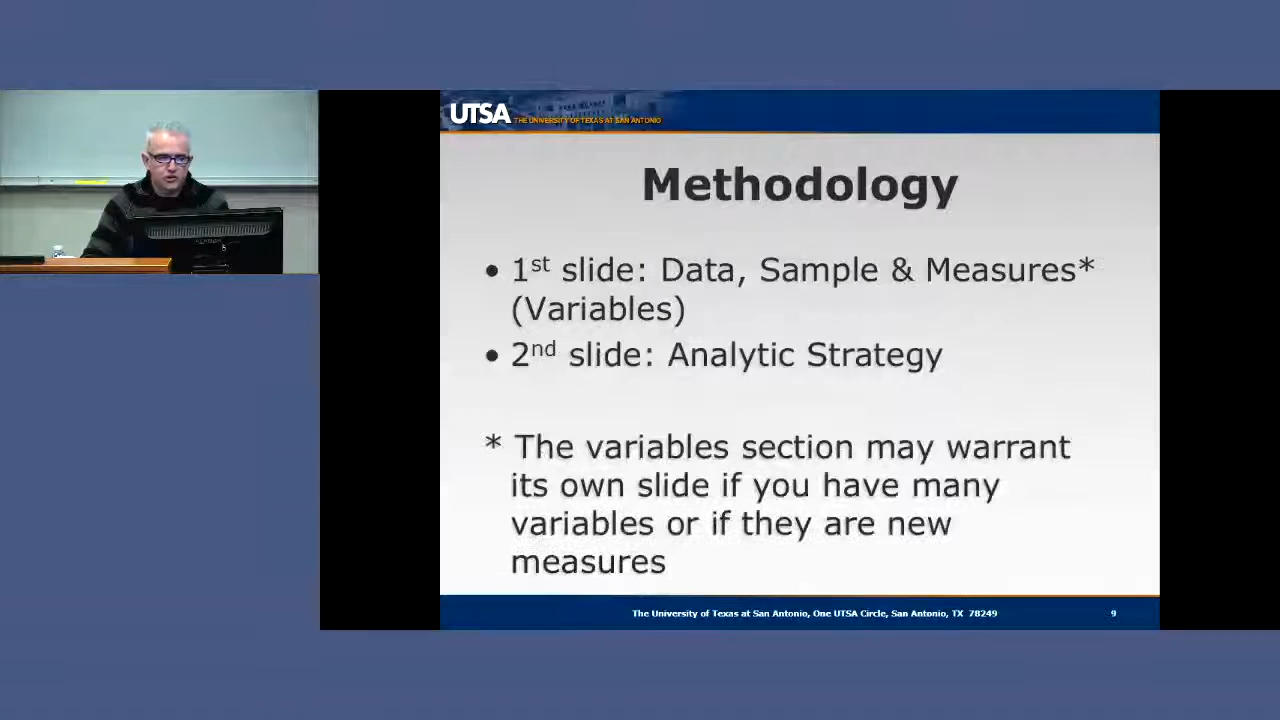 UTSA THE UNIVERSITY OF TEXAS AT SAN ANTONIO
Methodology
• 1st slide: Data, Sample & Measures*
(Variables)
• 2nd slide: Analytic Strategy
* The variables section may warrant
its own slide if you have many
variables or if they are new
measures
The University of Texas at San Antonio, One UTSA Circle, San Antonio, TX 78249 9